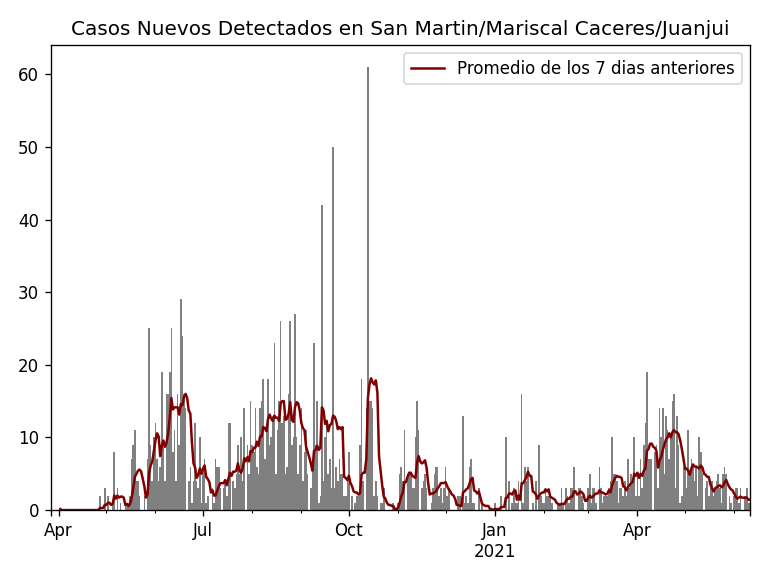 Casos Nuevos Detectados en San Martin/Mariscal Caceres/Juanjui
Promedio de los 7 dias anteriores
60
50
40
30
20
10
0
Apr
Jul
Oct
Jan
2021
Apr